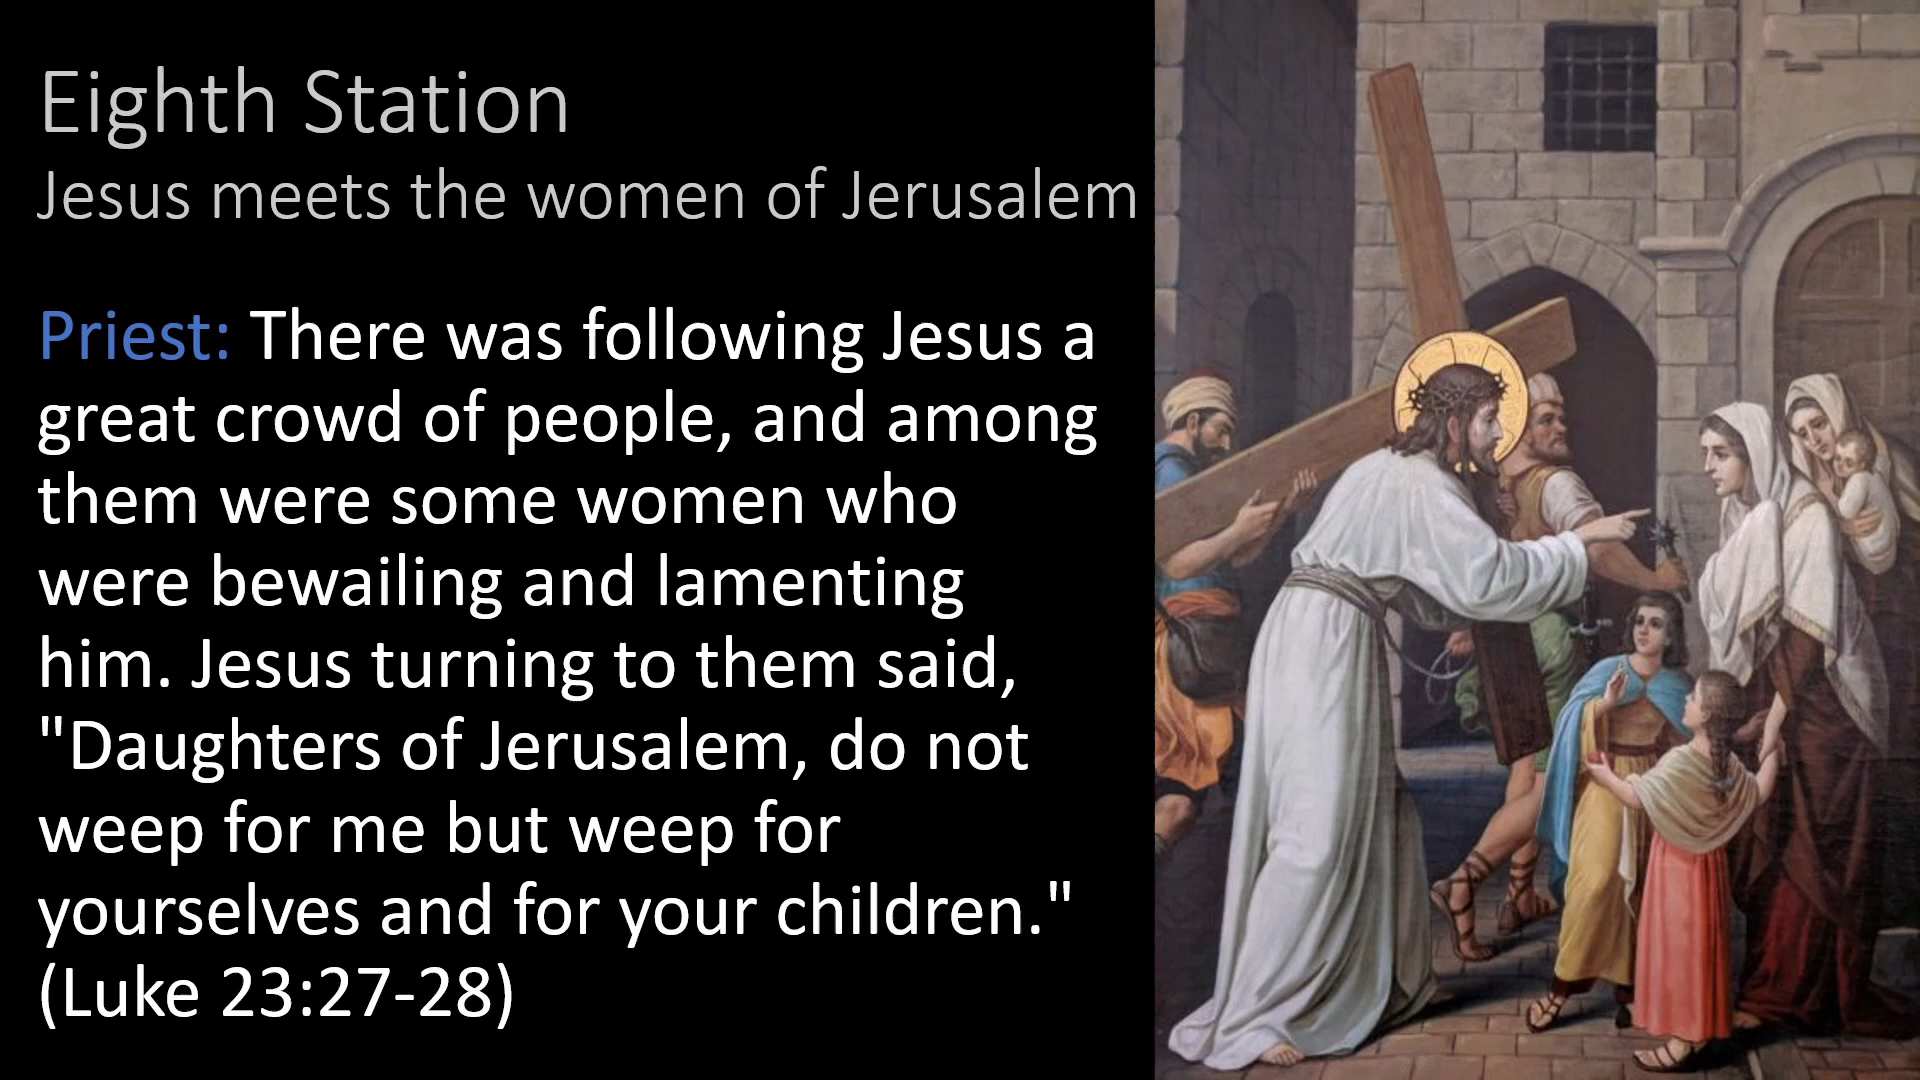 Eighth Station
Jesus meets the women of Jerusalem
Priest: There was following Jesus a
great crowd of people, and among
them were some women who
were bewailing and lamenting
him. Jesus turning to them said,
"Daughters of Jerusalem, do not
weep for me but weep for
yourselves and for your children."
(Luke 23:27-28)